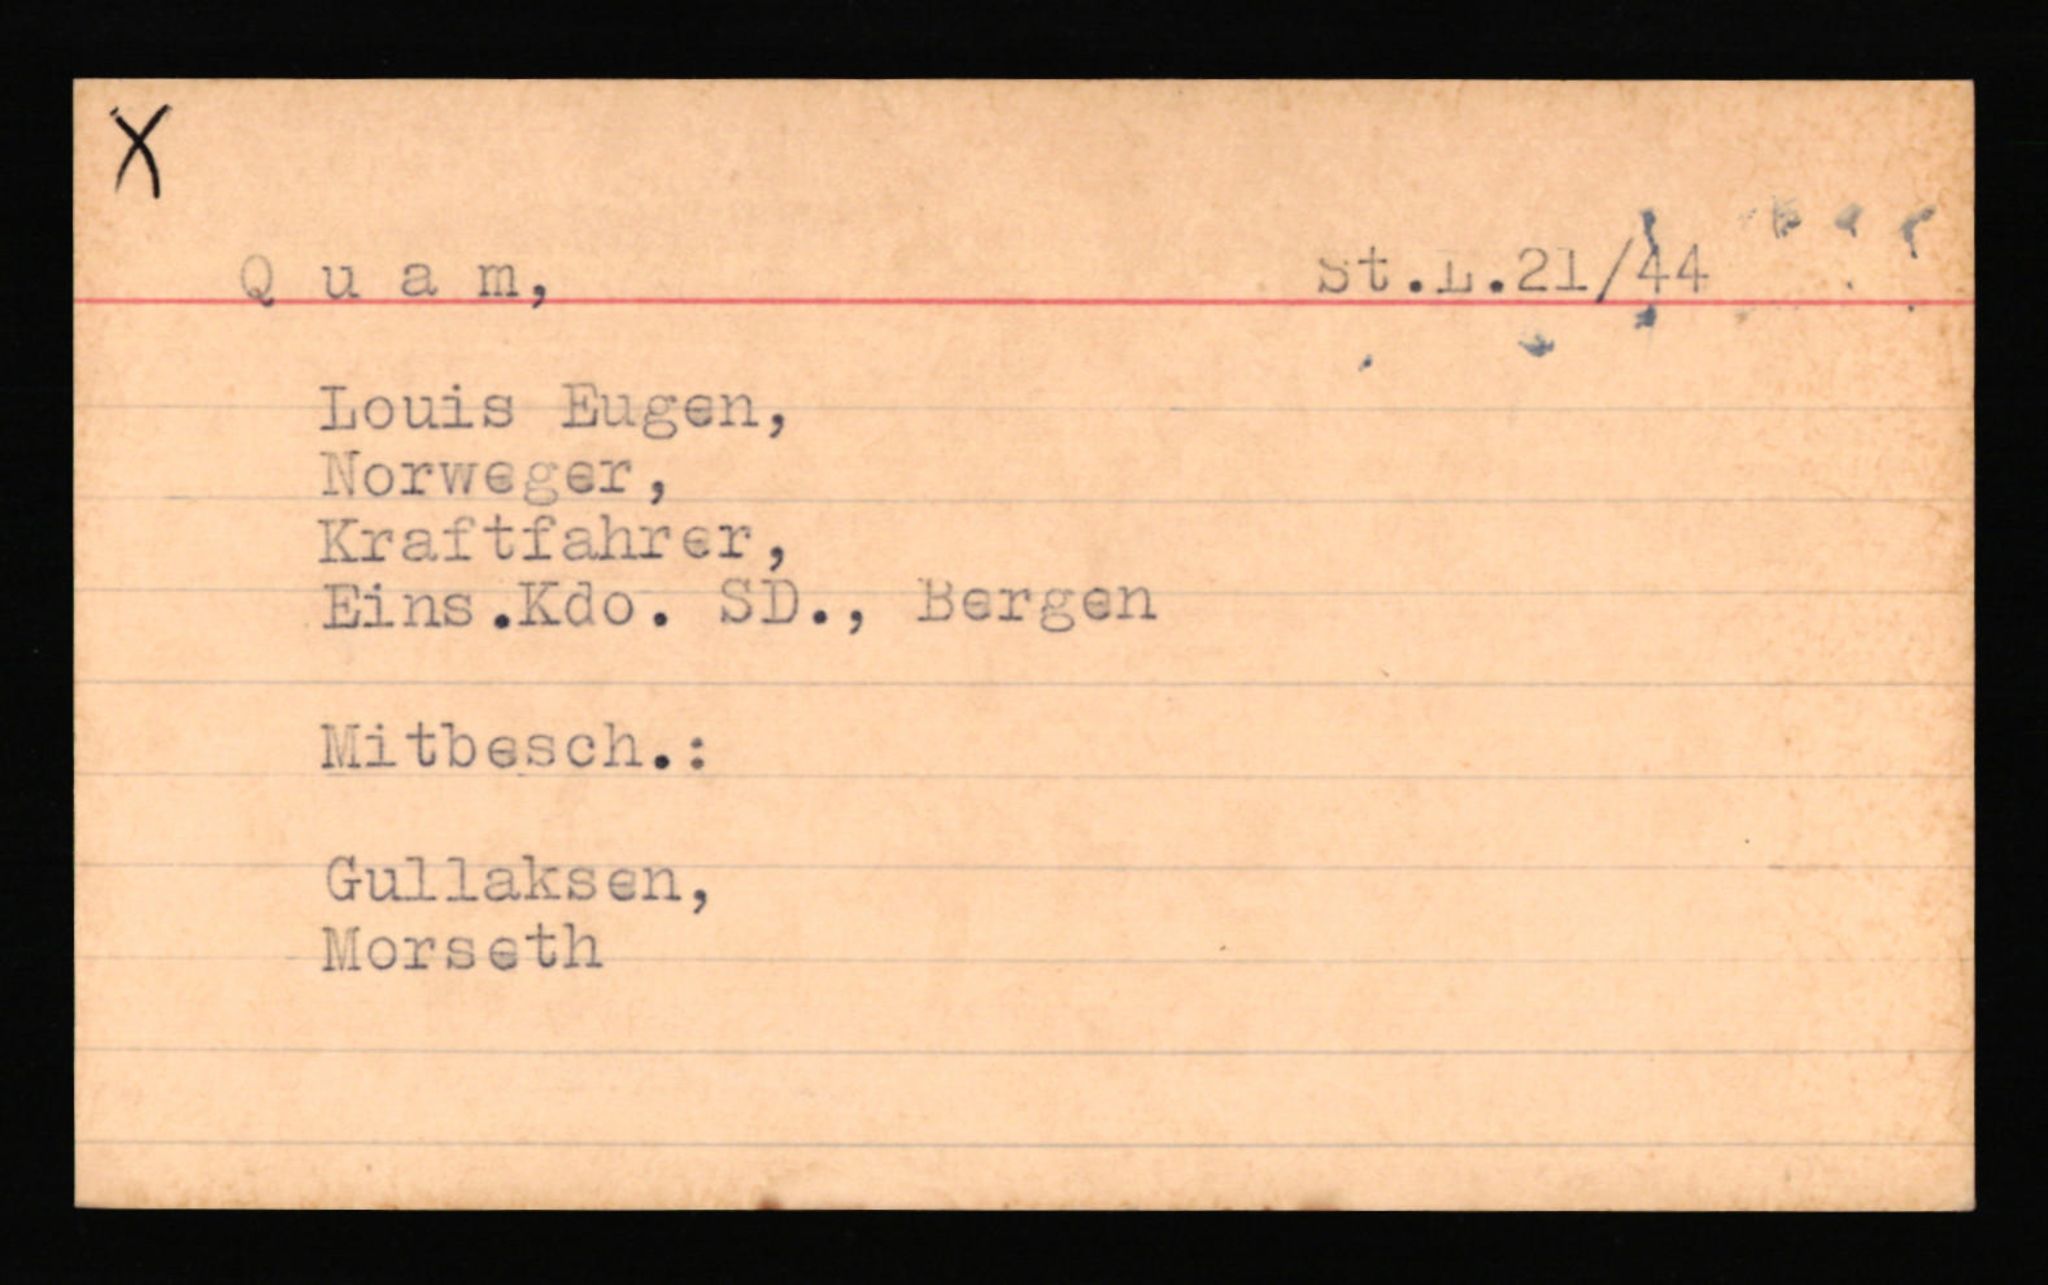 X
Q u a m, St.L.21/44
Louis Eugen,
Norweger,
Kraftfahrer,
Eins.Kdo. SD., Bergen
Mitbesch.:
Gullaksen,
Morseth